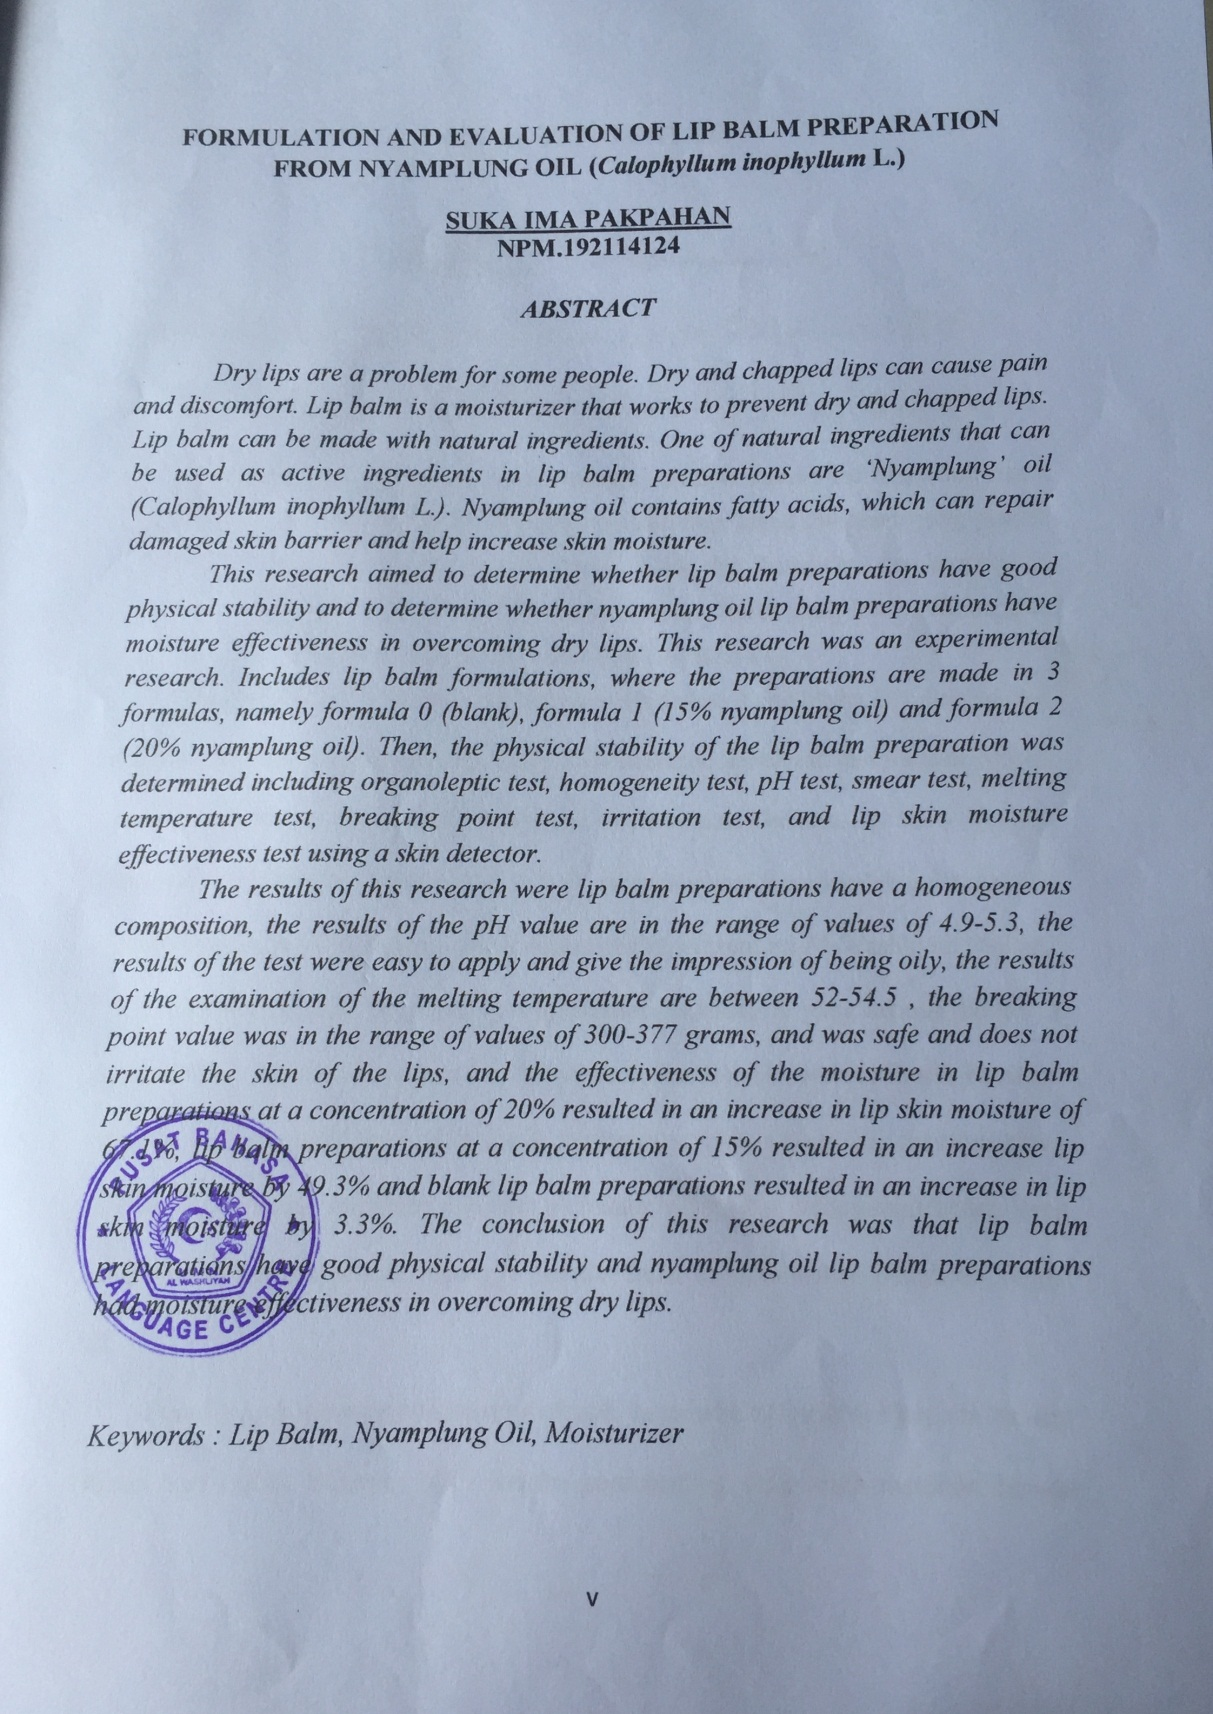 FORMULATION AND EVALUATION OF LIP BALM PREPARATION
FROM NYAMPLUNG OIL (Calophyllum inophyllum L.)
SUKA IMA PAKPAHAN
NPM.192114124
ABSTRACT
Dry lips are a problem for some people. Dry and chapped lips can cause pain
and discomfort. Lip balm is a moisturizer that works to prevent dry and chapped lips.
Lip balm can be made with natural ingredients. One of natural ingredients that can
be used as active ingredients in lip balm preparations are ‘Nyamplung’ oil
(Calophyllum inophyllum L.). Nyamplung oil contains fatty acids, which can repair
damaged skin barrier and help increase skin moisture.
This research aimed to determine whether lip balm preparations have good
physical stability and to determine whether nyamplung oil lip balm preparations have
moisture effectiveness in overcoming dry lips. This research was an experimental
research. Includes lip balm formulations, where the preparations are made in 3
formulas, namely formula 0 (blank), formula 1 (15% nyamplung oil) and formula 2
(20% nyamplung oil). Then, the physical stability of the lip balm preparation was
determined including organoleptic test, homogeneity test, pH test, smear test, melting
temperature test, breaking point test, irritation test, and lip skin moisture
effectiveness test using a skin detector.
The results of this research were lip balm preparations have a homogeneous
composition, the results of the pH value are in the range of values of 4.9-5.3, the
results of the test were easy to apply and give the impression of being oily, the results
of the examination of the melting temperature are between 52-54.5 , the breaking
point value was in the range of values of 300-377 grams, and was safe and does not
irritate the skin of the lips, and the effectiveness of the moisture in lip balm
preparations at a concentration of 20% resulted in an increase in lip skin moisture of
67.1%, lip balm preparations at a concentration of 15% resulted in an increase lip
skin moisture by 49.3% and blank lip balm preparations resulted in an increase in lip
skin moisture by 3.3%. The conclusion of this research was that lip balm
preparations have good physical stability and nyamplung oil lip balm preparations
had moisture effectiveness in overcoming dry lips.
PUSAT BAHASA
AL WASHLIYAH
LANGUAGE CENTRE
Keywords : Lip Balm, Nyamplung Oil, Moisturizer
v